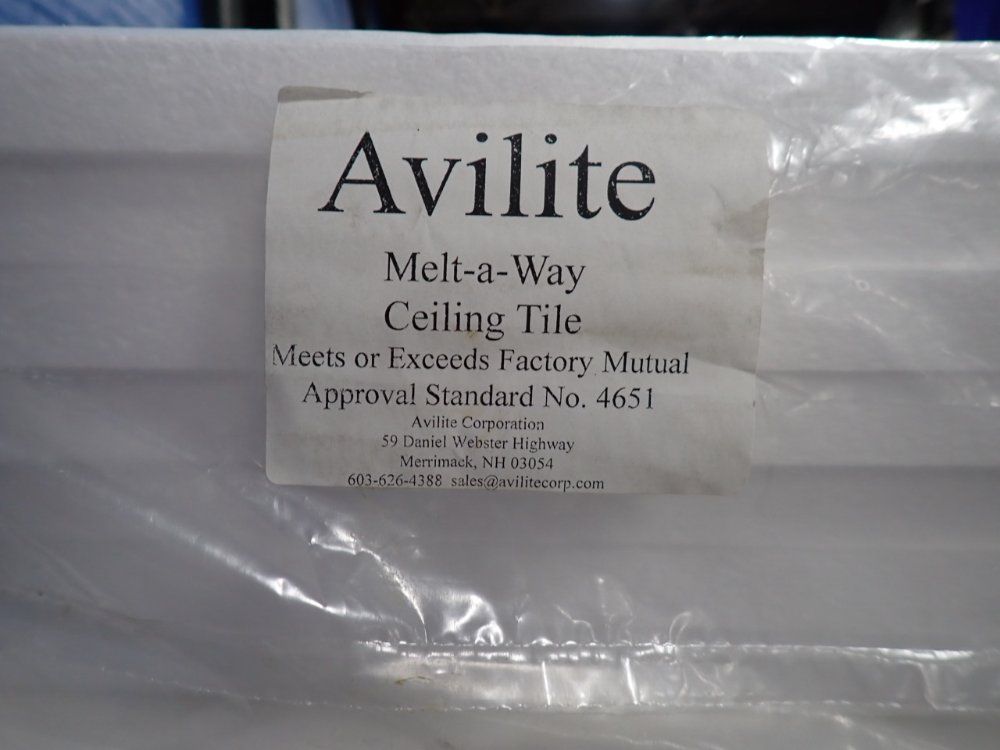 Avilite
Melt-a-Way
Ceiling Tile
Meets or Exceeds Factory Mutual
Approval Standard No. 4651
Avilite Corporation
59 Daniel Webster Highway
Merrimack, NH 03054
603-626-4388 sales@avilitecorp.com